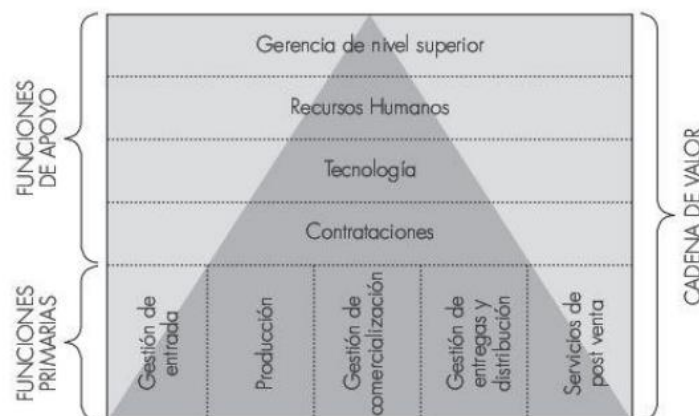 FUNCIONES
DE APOYO
Gerencia de nivel superior
Recursos Humanos
Tecnología
Contrataciones
FUNCIONES
PRIMARIAS
Gestión de
entrada
Producción
Gestión de
comercialización
Gestión de
entregas y
distribución
Servicios de
post venta
CADENA DE VALOR